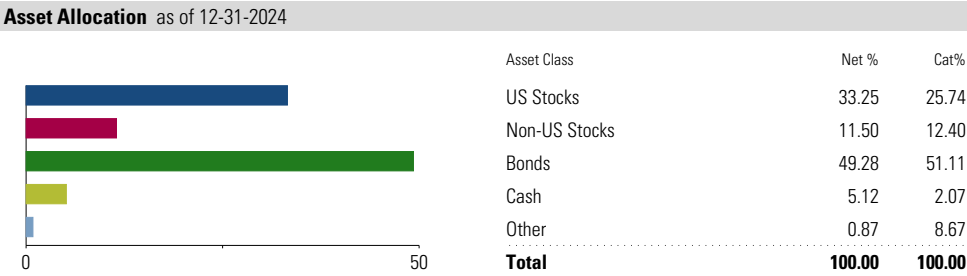 Asset Allocation as of 12-31-2024
Asset Class Net % Cat%
US Stocks 33.25 25.74
Non-US Stocks 11.50 12.40
Bonds 49.28 51.11
Cash 5.12 2.07
Other 0.87 8.67
0 50 Total 100.00 100.00